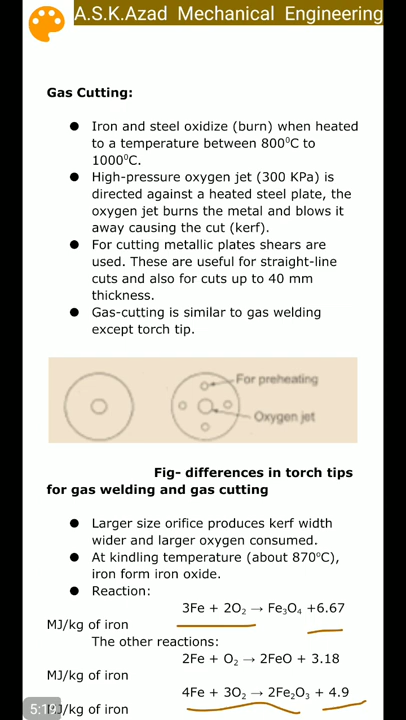 A.S.K.Azad Mechanical Engineering
Gas Cutting:
● Iron and steel oxidize (burn) when heated
to a temperature between 800⁰C to
1000⁰C.
● High-pressure oxygen jet (300 KPa) is
directed against a heated steel plate, the
oxygen jet burns the metal and blows it
away causing the cut (kerf).
● For cutting metallic plates shears are
used. These are useful for straight-line
cuts and also for cuts up to 40 mm
thickness.
● Gas-cutting is similar to gas welding
except torch tip.
For preheating
Oxygen jet
Fig- differences in torch tips
for gas welding and gas cutting
● Larger size orifice produces kerf width
wider and larger oxygen consumed.
● At kindling temperature (about 870⁰C),
iron form iron oxide.
● Reaction:
3Fe + 2O₂ → Fe₃O₄ +6.67
MJ/kg of iron
The other reactions:
2Fe + O₂ → 2FeO + 3.18
MJ/kg of iron
4Fe + 3O₂ → 2Fe₂O₃ + 4.9
5:19 MJ/kg of iron